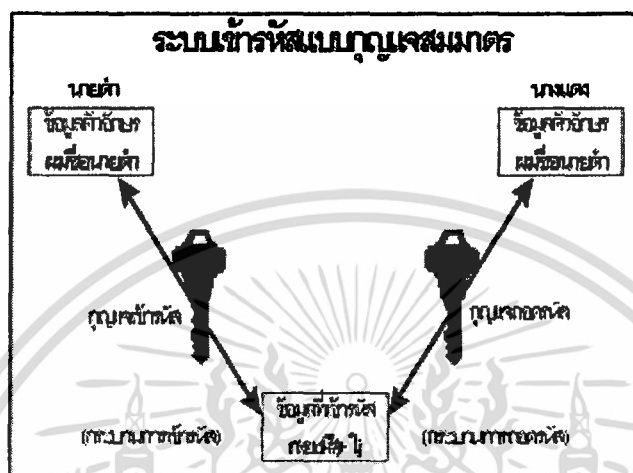 ระบบเข้ารหัสแบบกุญแจสมมาตร
นายดำ
นางแดง
ข้อมูลตัวอักษร
ผมชื่อนายดำ
ข้อมูลตัวอักษร
ผมชื่อนายดำ
กุญแจเข้ารหัส
กุญแจถอดรหัส
ข้อมูลที่เข้ารหัส
(กระบวนการเข้ารหัส)
(กระบวนการถอดรหัส)